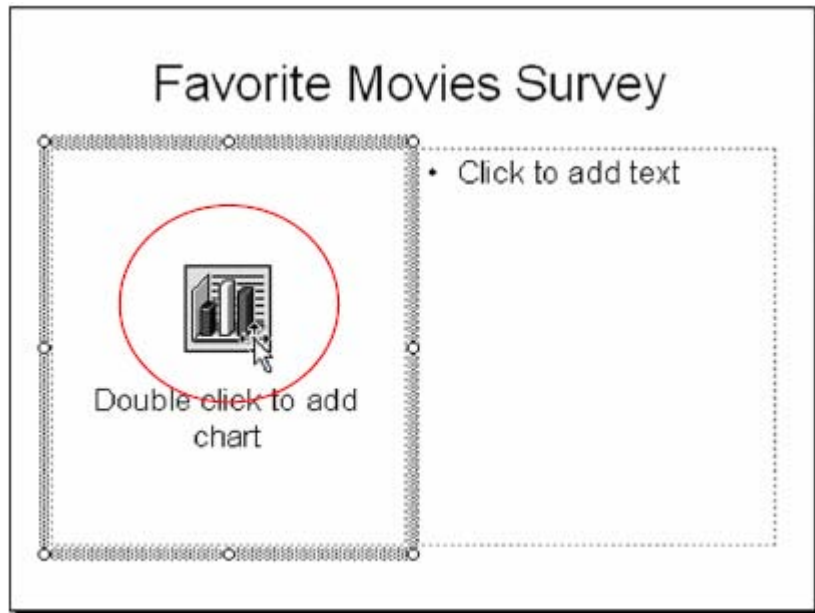 Favorite Movies Survey
Double click to add
chart
• Click to add text